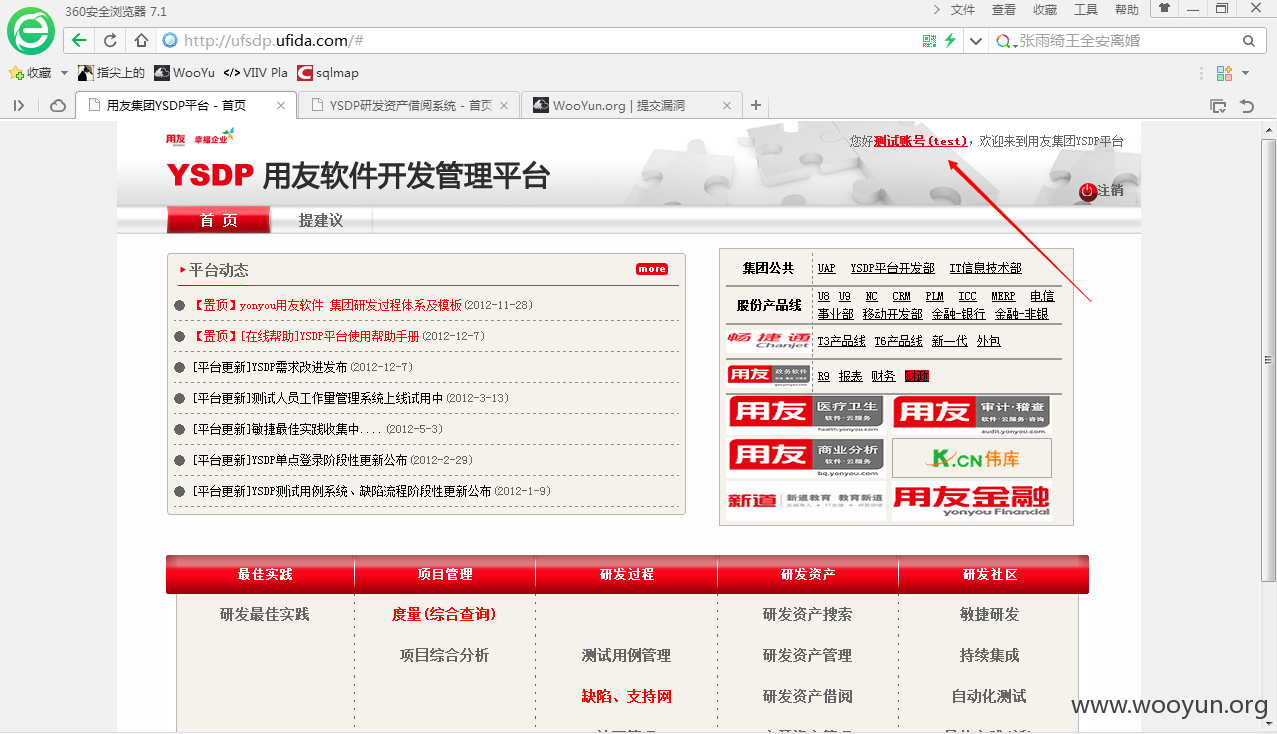 360安全浏览器 7.1
文件 查看 收藏 工具 帮助
http://ufsdp.ufida.com/#
张雨绮王全安离婚
收藏 指尖上的 WooYu </> VIIV Pla sqlmap
用友集团YSDP平台 - 首页 × YSDP研发资产借阅系统 - 首页 × WooYun.org | 提交漏洞 × +
用友 幸福企业
您好测试账号(test)，欢迎来到用友集团YSDP平台
YSDP 用友软件开发管理平台
注销
首 页 提建议
平台动态 more
【置顶】yonyou用友软件 集团研发过程体系及模板(2012-11-28)
【置顶】[在线帮助]YSDP平台使用帮助手册(2012-12-7)
[平台更新]YSDP需求改进发布(2012-12-7)
[平台更新]测试人员工作量管理系统上线试用中(2012-3-13)
[平台更新]敏捷最佳实践发布申....(2012-5-3)
[平台更新]YSDP单点登录阶段性更新公布(2012-2-29)
[平台更新]YSDP测试用例系统、缺陷流程阶段性更新公布(2012-1-9)
集团公共 UAP YSDP平台开发部 IT信息技术部
股份产品线 U8 U9 NC CRM PLM ICC MERP 电信
事业部 移动开发部 金融-银行 金融-非银
畅捷通 Chanjet T3产品线 T6产品线 新一代 外包
用友 政务软件 R9 报表 财务 财商
用友 医疗卫生 软件·云服务 health.yonyou.com
用友 审计·稽查 软件·云服务·咨询 audit.yonyou.com
用友 商业分析 软件·云服务 bq.yonyou.com
K.CN 伟库
新道 新道教育 教育新道
用友金融 yonyou Financial
最佳实践 项目管理 研发过程 研发资产 研发社区
研发最佳实践 度量(综合查询) 研发资产搜索 敏捷研发
项目综合分析 测试用例管理 研发资产管理 持续集成
缺陷、支持网 研发资产借阅 自动化测试
www.wooyun.org